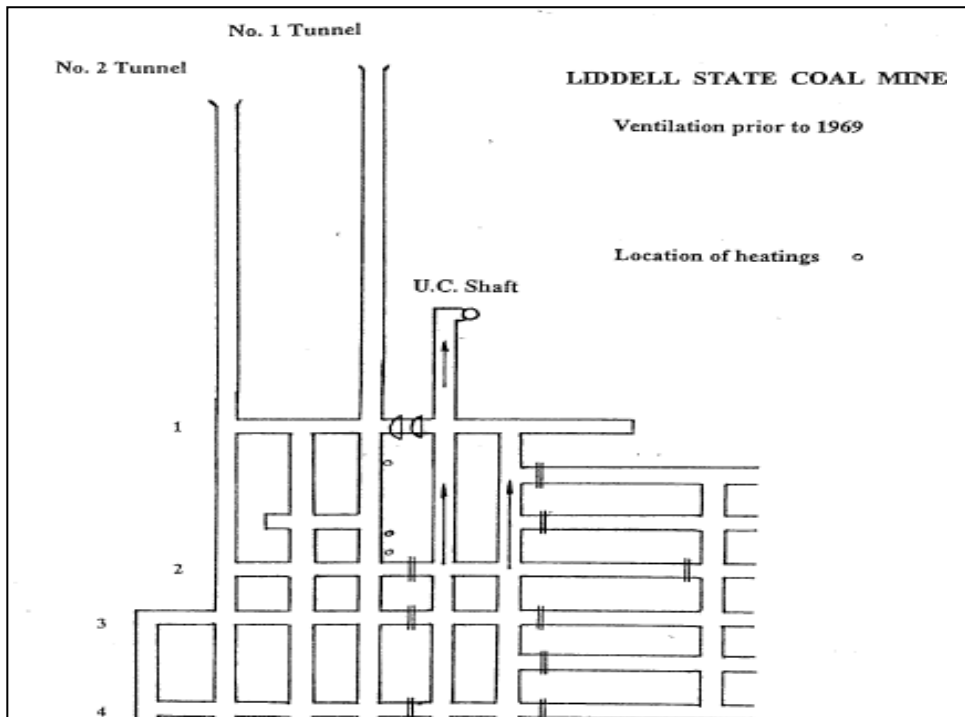 No. 1 Tunnel
No. 2 Tunnel
LIDDELL STATE COAL MINE
Ventilation prior to 1969
Location of heatings
U.C. Shaft
1
2
3
4